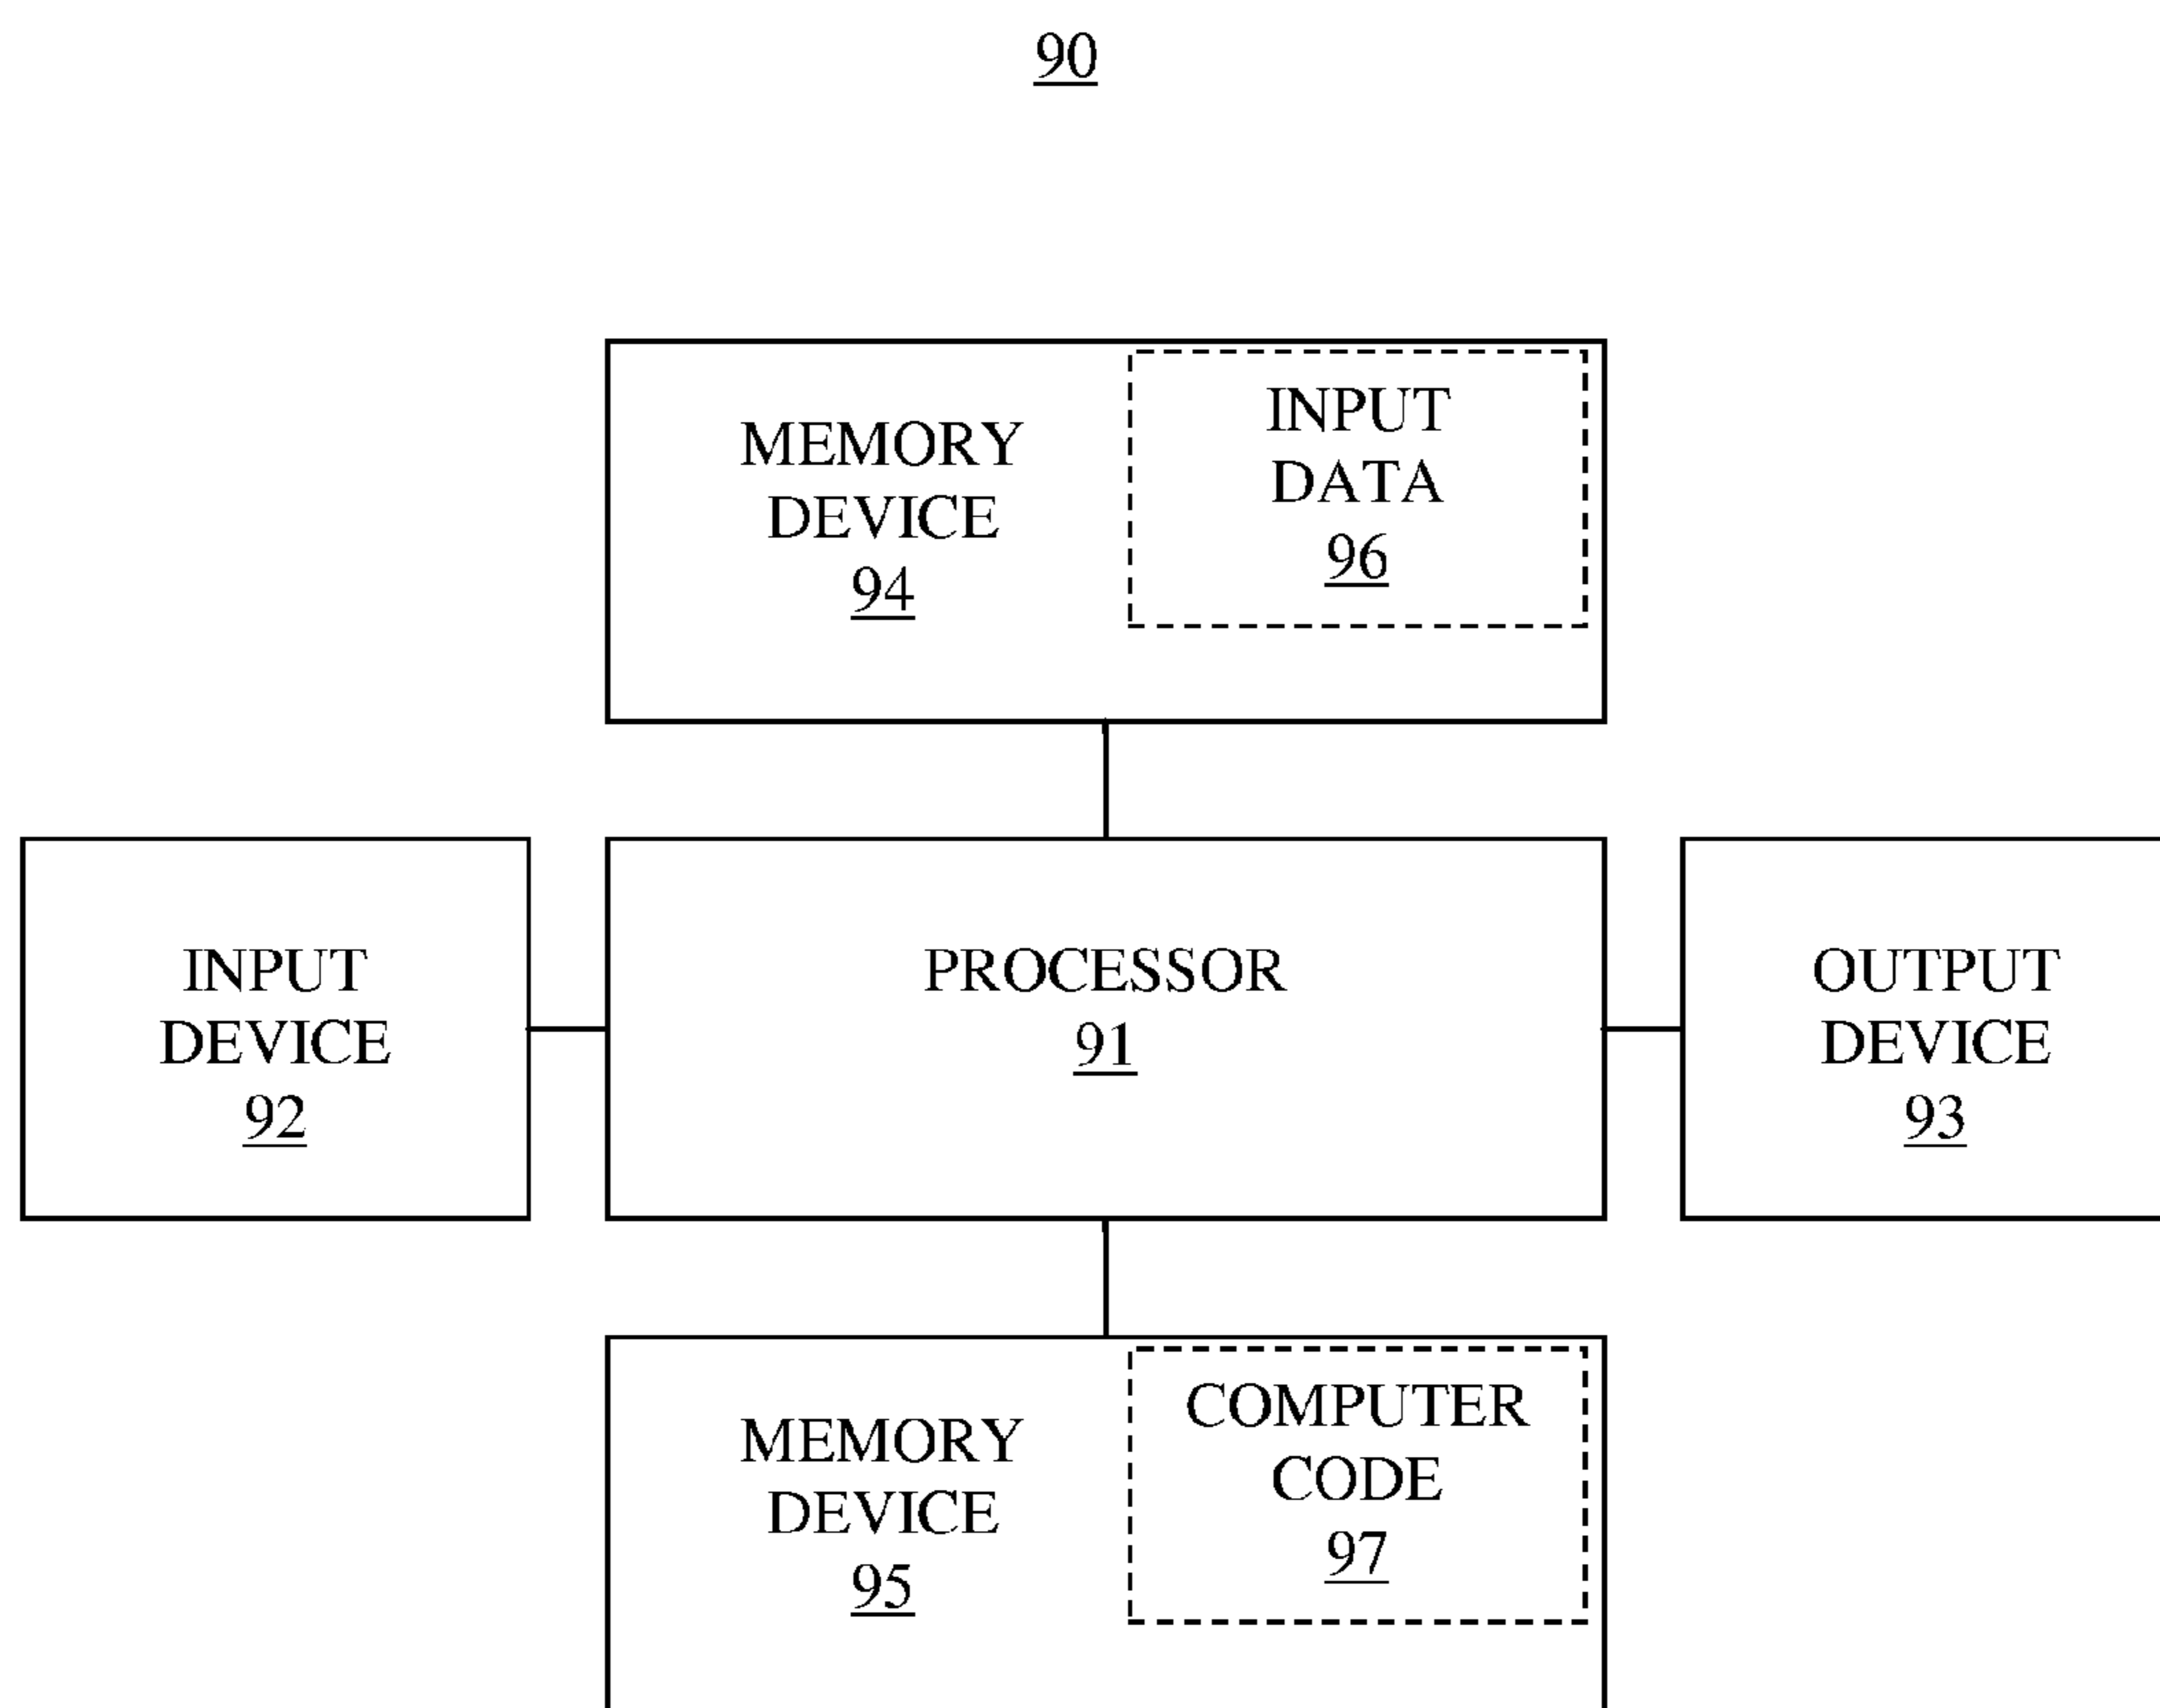 90
MEMORY
DEVICE
94
INPUT
DATA
96
INPUT
DEVICE
92
PROCESSOR
91
OUTPUT
DEVICE
93
MEMORY
DEVICE
95
COMPUTER
CODE
97